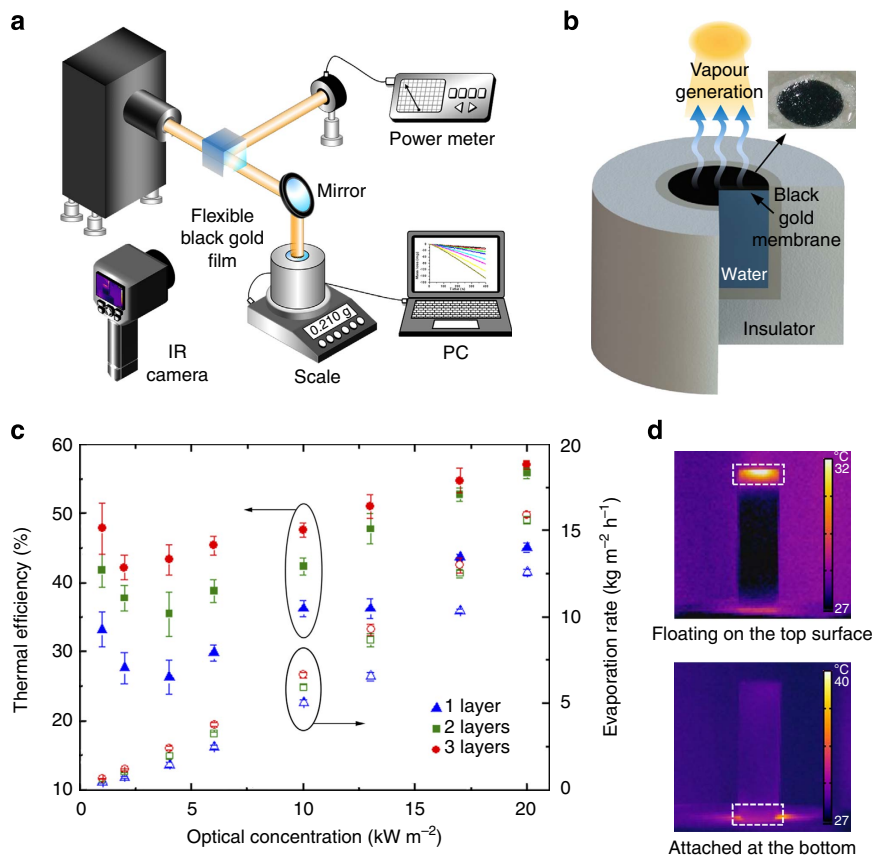 a
Power meter
Mirror
Flexible
black gold
film
0.210 g
IR
camera
Scale
PC
b
Vapour
generation
Black
gold
membrane
Water
Insulator
c
Thermal efficiency (%)
60
50
40
30
20
10
0
5
10
15
20
Optical concentration (kW m−2)
20
15
10
5
0
Evaporation rate (kg m−2 h−1)
1 layer
2 layers
3 layers
d
°C
32
27
Floating on the top surface
°C
40
27
Attached at the bottom